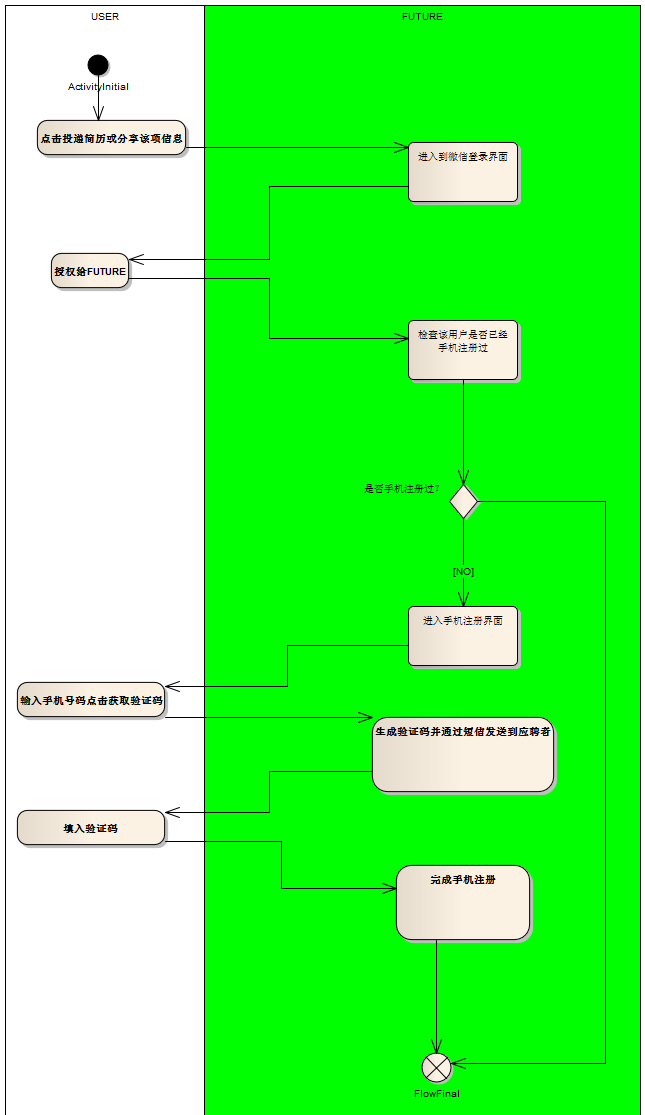 USER
FUTURE
ActivityInitial
点击投递简历或分享该项信息
进入到微信登录界面
授权给FUTURE
检查该用户是否已经
手机注册过
是否手机注册过?
[NO]
进入手机注册界面
输入手机号码点击获取验证码
生成验证码并通过短信发送到应聘者
填入验证码
完成手机注册
FlowFinal